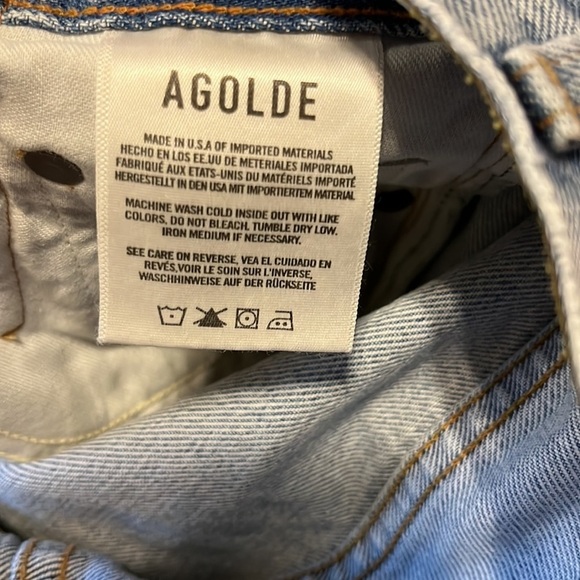 AGOLDE
MADE IN U.S.A OF IMPORTED MATERIALS
HECHO EN LOS EE.UU DE METERIALES IMPORTADA
FABRIQUÉ AUX ETATS-UNIS DU MATÉRIELS IMPORTÉ
HERGESTELLT IN DEN USA MIT IMPORTIERTEM MATERIAL
MACHINE WASH COLD INSIDE OUT WITH LIKE
COLORS, DO NOT BLEACH, TUMBLE DRY LOW,
IRON MEDIUM IF NECESSARY.
SEE CARE ON REVERSE, VEA EL CUIDADO EN
REVÉS,VOIR LE SOIN SUR L'INVERSE,
WASCHHINWEISE AUF DER RÜCKSEITE